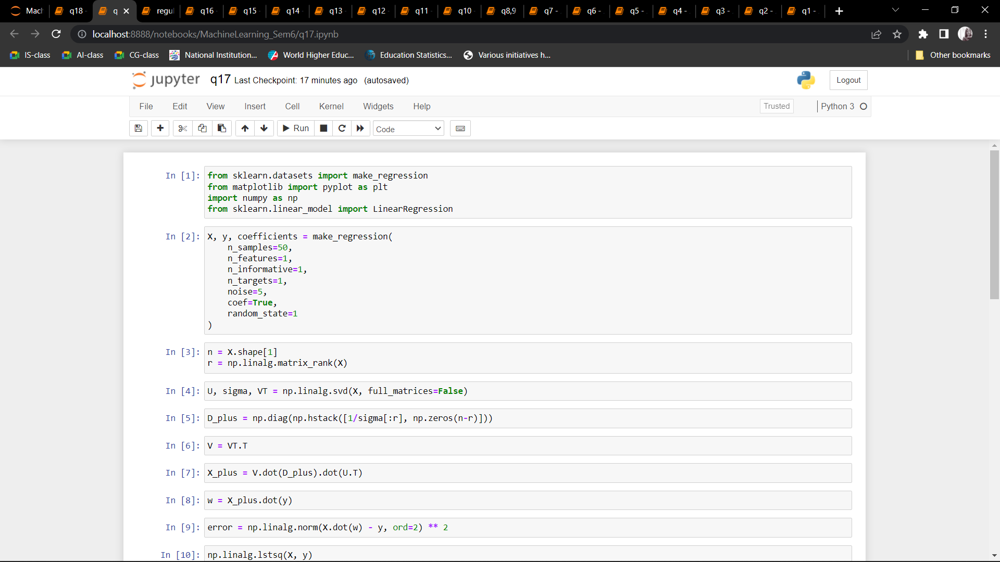 Mach q18 - q regul q16 - q15 - q14 - q13 - q12 - q11 - q10 - q8,9 q7 - q6 - q5 - q4 - q3 - q2 - q1 -
localhost:8888/notebooks/MachineLearning_Sem6/q17.ipynb
IS-class AI-class CG-class National Institution... World Higher Educ... Education Statistics... Various initiatives h... Other bookmarks
jupyter q17 Last Checkpoint: 17 minutes ago (autosaved) Logout
File Edit View Insert Cell Kernel Widgets Help Trusted Python 3
Run Code
In [1]: from sklearn.datasets import make_regression
from matplotlib import pyplot as plt
import numpy as np
from sklearn.linear_model import LinearRegression
In [2]: X, y, coefficients = make_regression(
    n_samples=50,
    n_features=1,
    n_informative=1,
    n_targets=1,
    noise=5,
    coef=True,
    random_state=1
)
In [3]: n = X.shape[1]
r = np.linalg.matrix_rank(X)
In [4]: U, sigma, VT = np.linalg.svd(X, full_matrices=False)
In [5]: D_plus = np.diag(np.hstack([1/sigma[:r], np.zeros(n-r)]))
In [6]: V = VT.T
In [7]: X_plus = V.dot(D_plus).dot(U.T)
In [8]: w = X_plus.dot(y)
In [9]: error = np.linalg.norm(X.dot(w) - y, ord=2) ** 2
In [10]: np.linalg.lstsq(X, y)